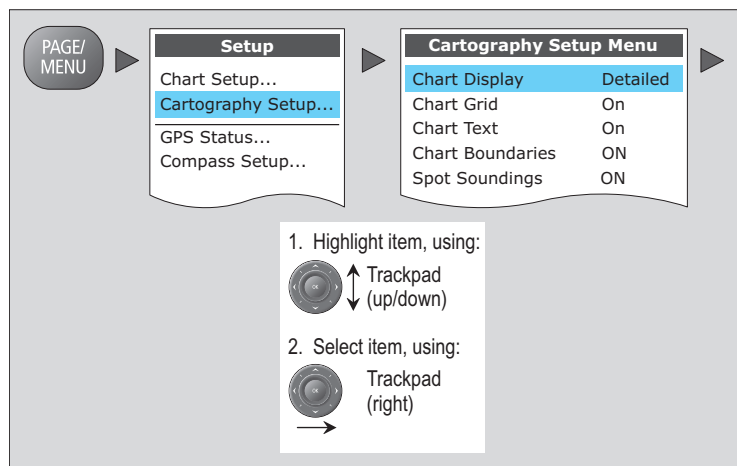 PAGE/
MENU
Setup
Chart Setup...
Cartography Setup...
GPS Status...
Compass Setup...
Cartography Setup Menu
Chart Display Detailed
Chart Grid On
Chart Text On
Chart Boundaries ON
Spot Soundings ON
1. Highlight item, using:
OK
Trackpad
(up/down)
2. Select item, using:
OK
Trackpad
(right)